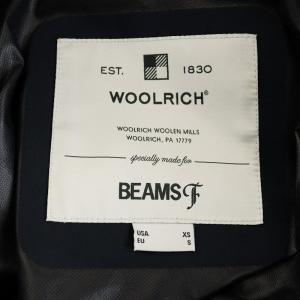 EST. 1830
WOOLRICH®
WOOLRICH WOOLEN MILLS
WOOLRICH, PA 17779
specially made for
BEAMS F
USA XS
EU S